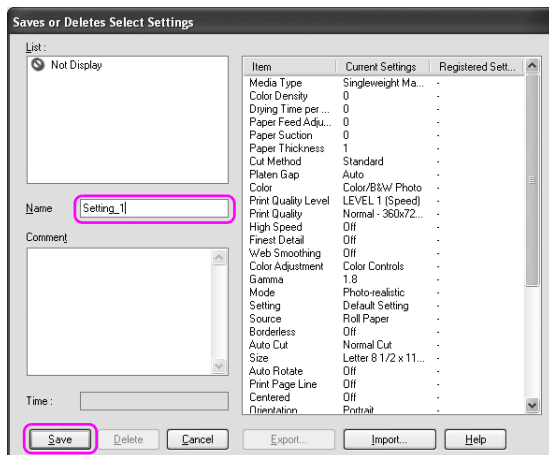 Saves or Deletes Select Settings
List :
Not Display
Name Setting_1
Comment
Time :
Item Current Settings Registered Sett...
Media Type Singleweight Ma... -
Color Density 0 -
Drying Time per ... 0 -
Paper Feed Adju... 0 -
Paper Suction 0 -
Paper Thickness 1 -
Cut Method Standard -
Platen Gap Auto -
Color Color/B&W Photo -
Print Quality Level LEVEL 1 (Speed) -
Print Quality Normal - 360x72... -
High Speed Off -
Finest Detail Off -
Web Smoothing Off -
Color Adjustment Color Controls -
Gamma 1.8 -
Mode Photo-realistic -
Setting Default Setting -
Source Roll Paper -
Borderless Off -
Auto Cut Normal Cut -
Size Letter 8 1/2 x 11... -
Auto Rotate Off -
Print Page Line Off -
Centered Off -
Orientation Portrait -
Save Delete Cancel Export... Import... Help